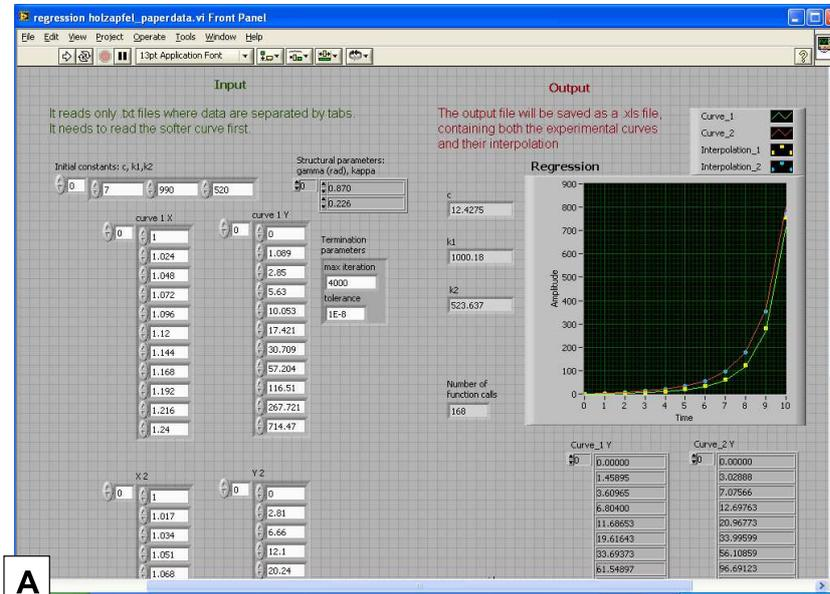 regression holzapfel_paperdata.vi Front Panel
File Edit View Project Operate Tools Window Help
13pt Application Font
Input
It reads only .txt files where data are separated by tabs.
It needs to read the softer curve first.
Initial constants: c, k1,k2
0 7 990 520
Structural parameters:
gamma (rad), kappa
0 0.870
0.226
curve 1 X
0 1
1.024
1.048
1.072
1.096
1.12
1.144
1.168
1.192
1.216
1.24
curve 1 Y
0 0
1.089
2.85
5.63
10.053
17.421
30.709
57.204
116.51
267.721
714.47
Termination
parameters
max iteration
4000
tolerance
1E-8
X 2
0 1
1.017
1.034
1.051
1.068
Y 2
0 0
2.81
6.66
12.1
20.24
Output
The output file will be saved as a .xls file,
containing both the experimental curves
and their interpolation
Curve_1
Curve_2
Interpolation_1
Interpolation_2
c
12.4275
k1
1000.18
k2
523.637
Number of
function calls
168
Regression
Amplitude
900
800
700
600
500
400
300
200
100
0
0 1 2 3 4 5 6 7 8 9 10
Time
Curve_1 Y
0 0.00000
1.45895
3.60965
6.80400
11.68653
19.61643
33.69373
61.54897
Curve_2 Y
0 0.00000
3.02888
7.07566
12.69763
20.96773
33.99599
56.10859
96.69123
A